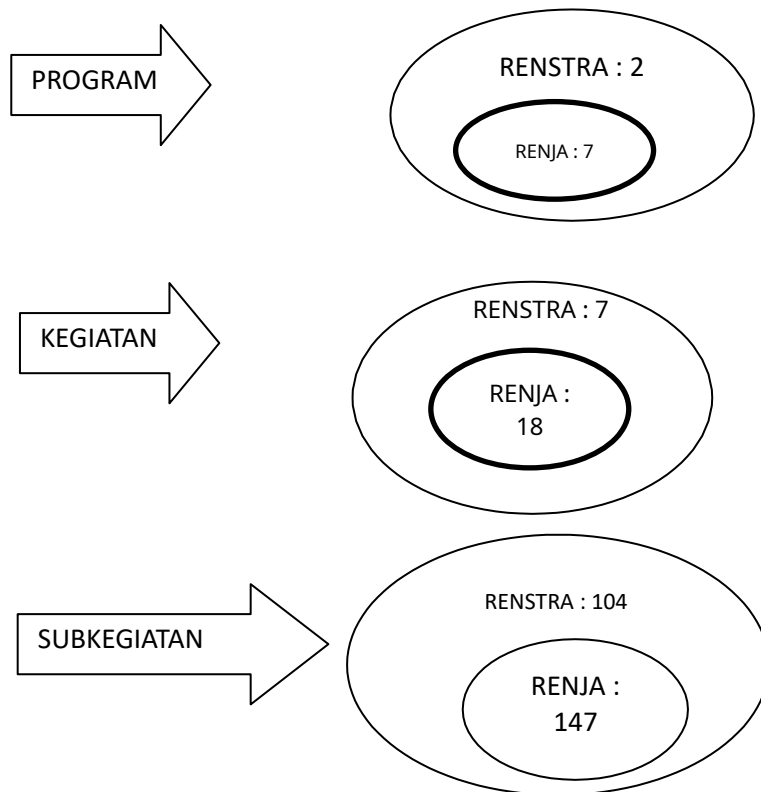 PROGRAM
RENSTRA : 2
RENJA : 7
KEGIATAN
RENSTRA : 7
RENJA :
18
SUBKEGIATAN
RENSTRA : 104
RENJA :
147